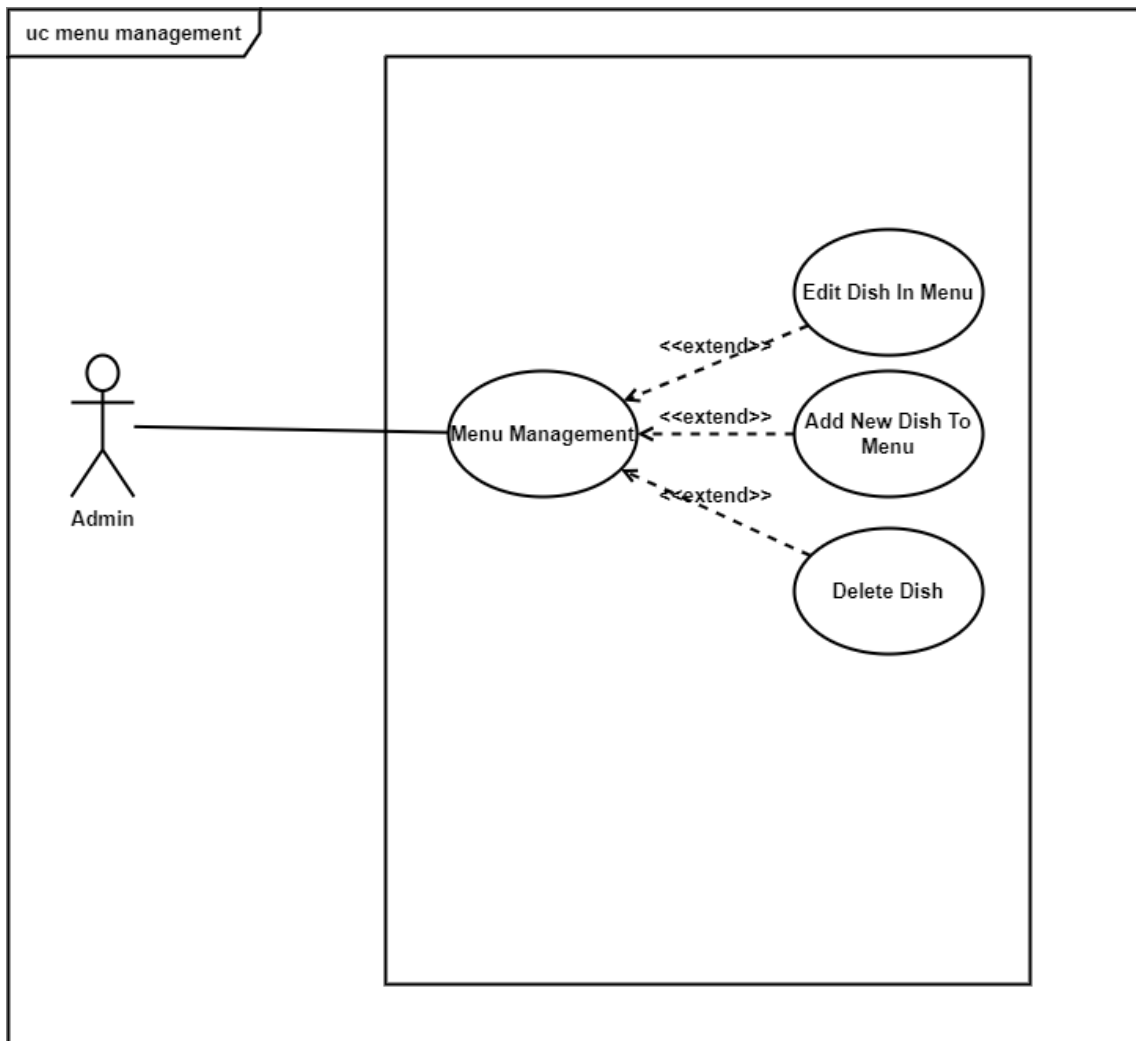 uc menu management
Edit Dish In Menu
<<extend>>
<<extend>>
Add New Dish To
Menu
Menu Management
<<extend>>
Admin
Delete Dish